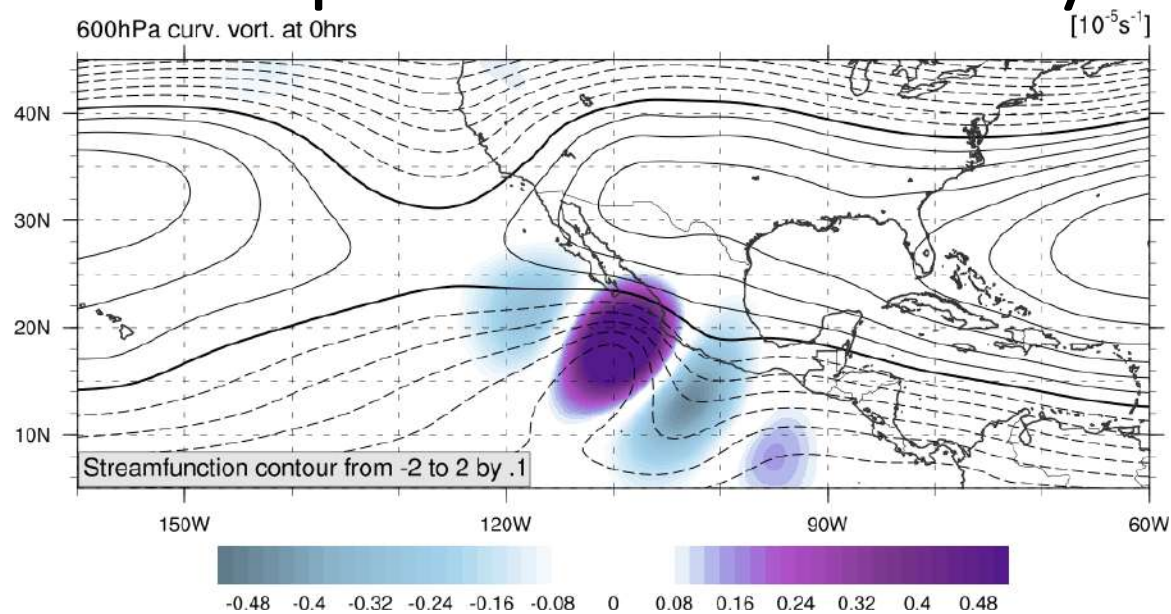 600hPa curv. vort. at 0hrs
[10⁻⁵s⁻¹]
40N
30N
20N
10N
Streamfunction contour from -2 to 2 by .1
150W 120W 90W 60W
-0.48 -0.4 -0.32 -0.24 -0.16 -0.08 0 0.08 0.16 0.24 0.32 0.4 0.48